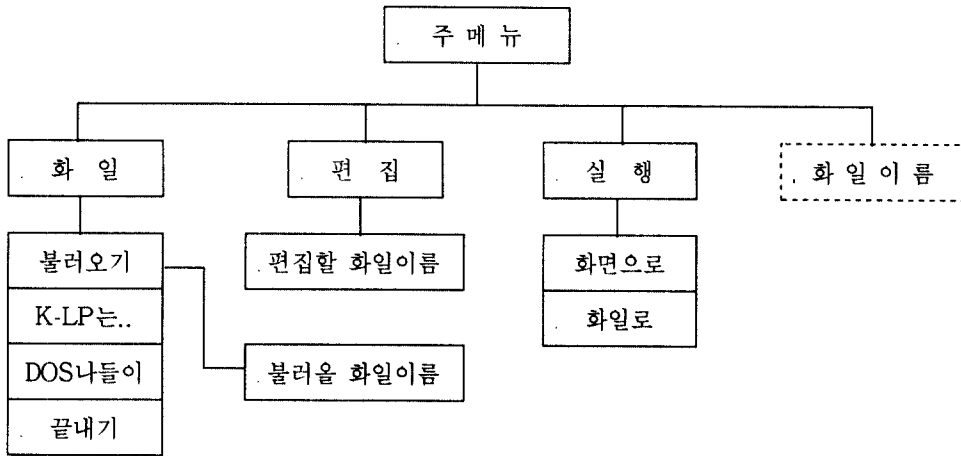 주 메 뉴
화 일
편 집
실 행
화 일 이 름
불러오기
편집할 화일이름
화면으로
K-LP는..
화일로
DOS나들이
불러올 화일이름
끝내기